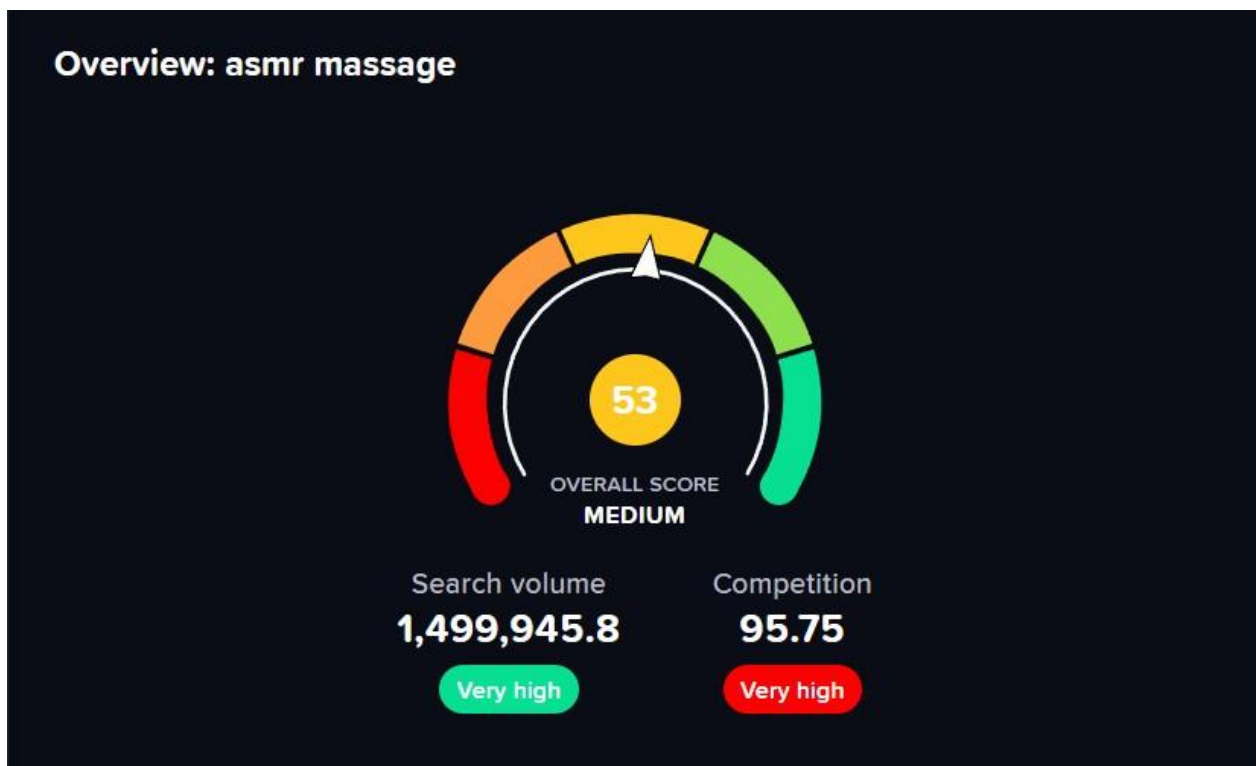 Overview: asmr massage
53
OVERALL SCORE
MEDIUM
Search volume
1,499,945.8
Very high
Competition
95.75
Very high